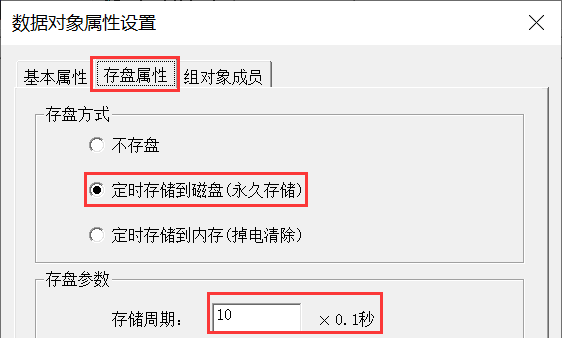 数据对象属性设置
基本属性 存盘属性 组对象成员
存盘方式
不存盘
定时存储到磁盘(永久存储)
定时存储到内存(掉电清除)
存盘参数
存储周期: 10 ×0.1秒